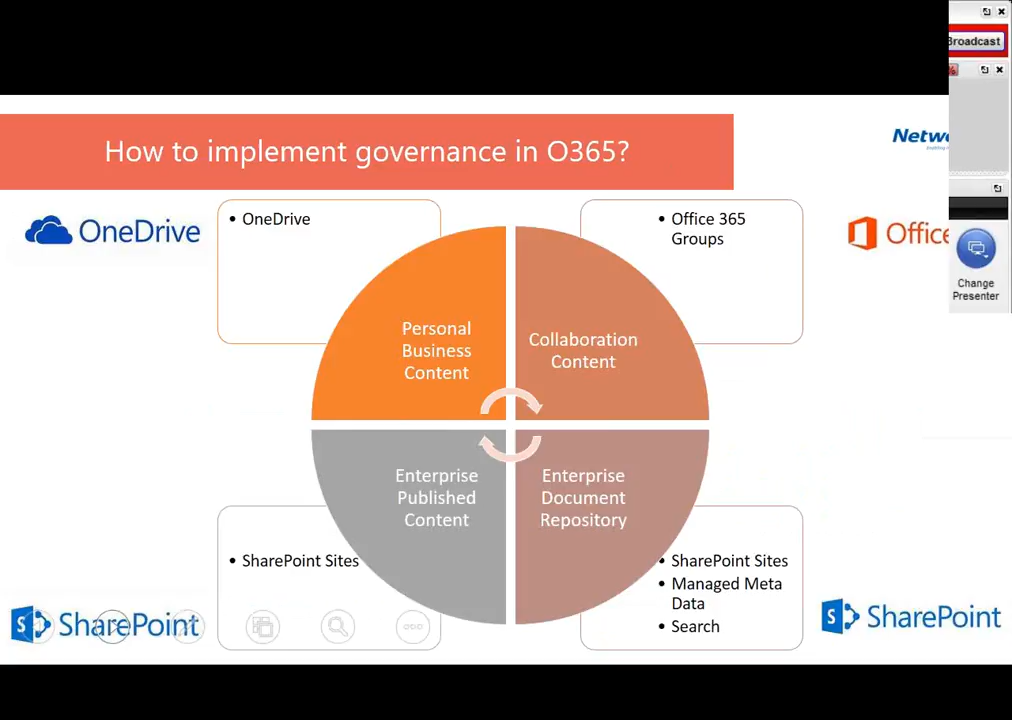 Broadcast
How to implement governance in O365?
Netw
OneDrive
• OneDrive
• Office 365
Groups
Office
Change
Presenter
Personal
Business
Content
Collaboration
Content
Enterprise
Published
Content
Enterprise
Document
Repository
• SharePoint Sites
• SharePoint Sites
• Managed Meta
Data
• Search
SharePoint
SharePoint